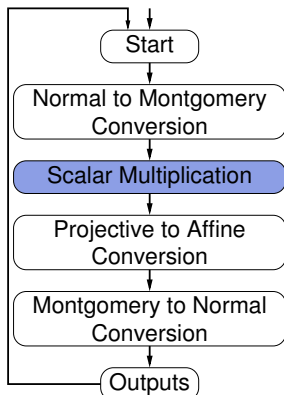 Start
Normal to Montgomery
Conversion
Scalar Multiplication
Projective to Affine
Conversion
Montgomery to Normal
Conversion
Outputs